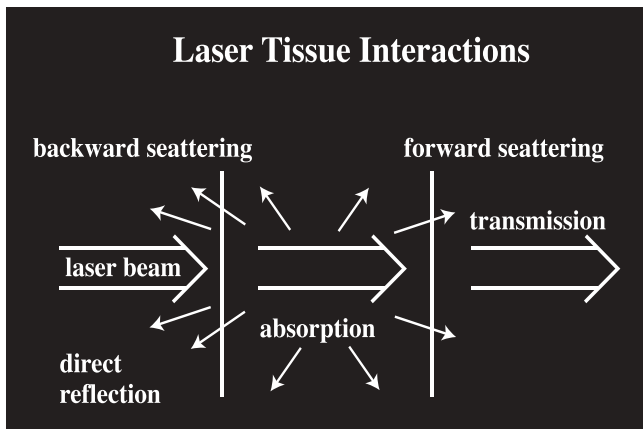 Laser Tissue Interactions
backward seattering
forward seattering
transmission
laser beam
absorption
direct
reflection